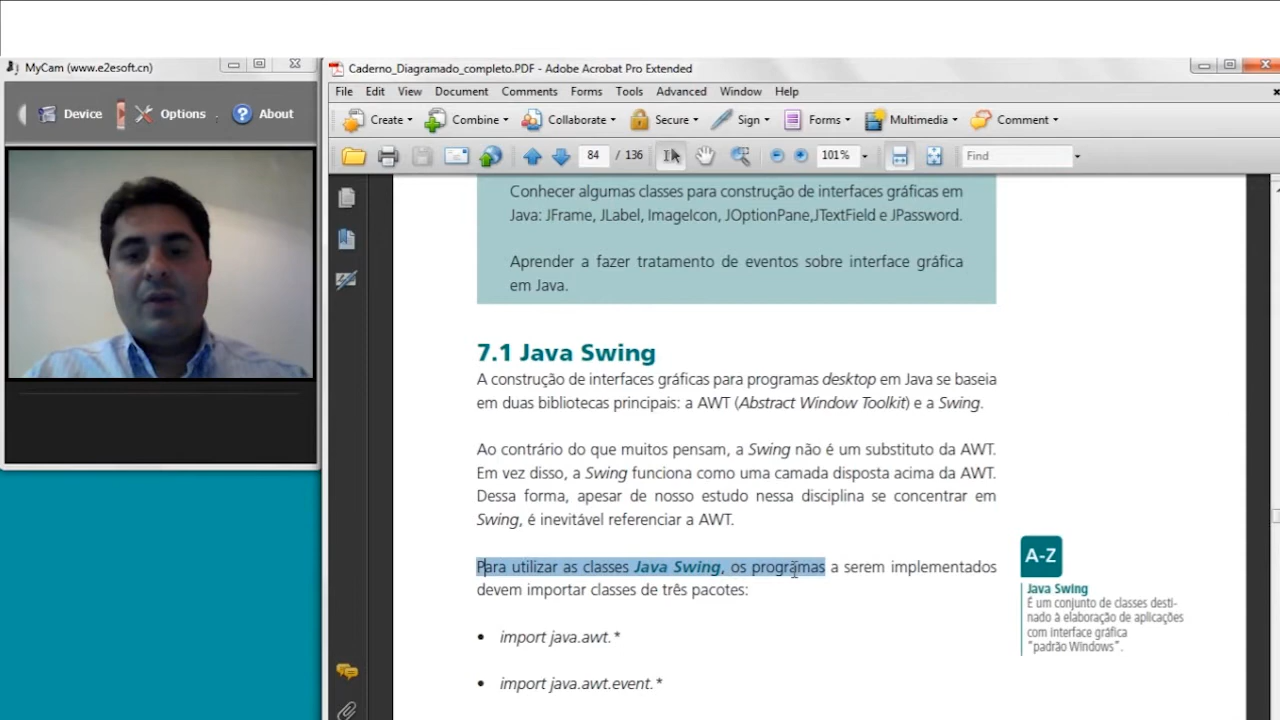 MyCam (www.e2esoft.cn)
Device
Options
About
Caderno_Diagramado_completo.PDF - Adobe Acrobat Pro Extended
File Edit View Document Comments Forms Tools Advanced Window Help
Create Combine Collaborate Secure Sign Forms Multimedia Comment
84 / 136 101% Find
Conhecer algumas classes para construção de interfaces gráficas em
Java: JFrame, JLabel, ImageIcon, JOptionPane,JTextField e JPassword.
Aprender a fazer tratamento de eventos sobre interface gráfica
em Java.
7.1 Java Swing
A construção de interfaces gráficas para programas desktop em Java se baseia
em duas bibliotecas principais: a AWT (Abstract Window Toolkit) e a Swing.
Ao contrário do que muitos pensam, a Swing não é um substituto da AWT.
Em vez disso, a Swing funciona como uma camada disposta acima da AWT.
Dessa forma, apesar de nosso estudo nessa disciplina se concentrar em
Swing, é inevitável referenciar a AWT.
Para utilizar as classes Java Swing, os programas a serem implementados
devem importar classes de três pacotes:
• import java.awt.*
• import java.awt.event.*
A-Z
Java Swing
É um conjunto de classes desti-
nado à elaboração de aplicações
com interface gráfica
"padrão Windows".